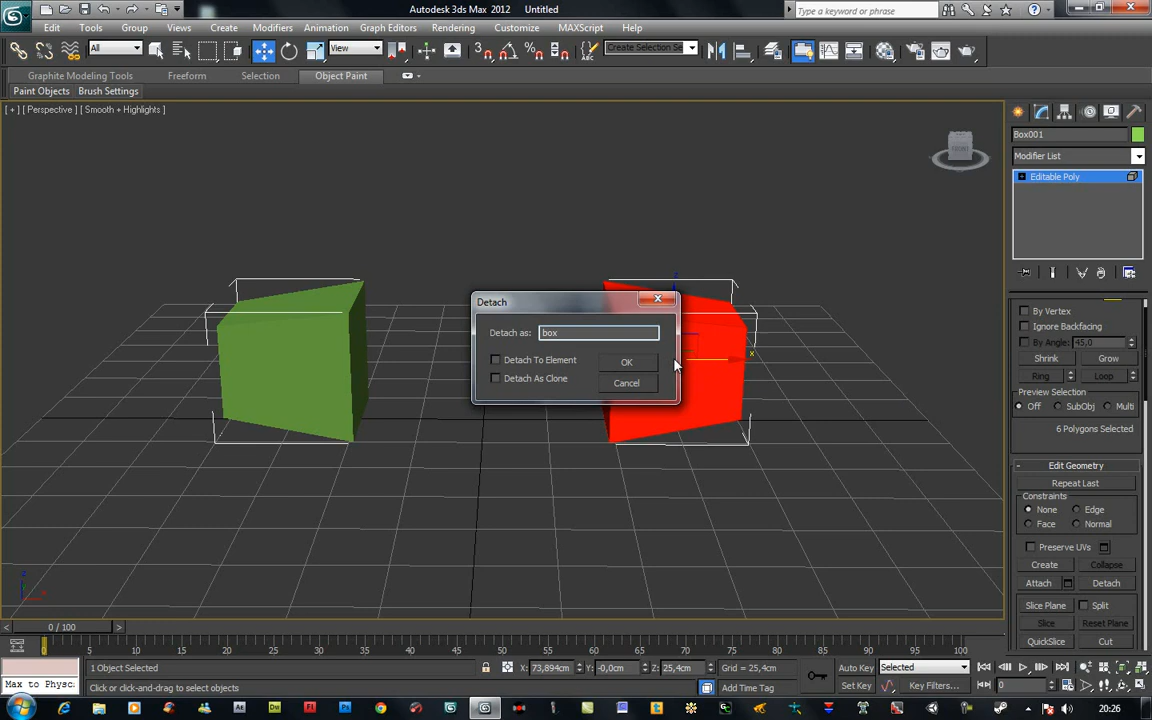 Autodesk 3ds Max 2012 Untitled
Type a keyword or phrase
Edit Tools Group Views Create Modifiers Animation Graph Editors Rendering Customize MAXScript Help
All View Create Selection Se
Graphite Modeling Tools Freeform Selection Object Paint
Paint Objects Brush Settings
[ + ] [ Perspective ] [ Smooth + Highlights ]
FRONT
Box001
Modifier List
Editable Poly
Detach
Detach as: box
Detach To Element
Detach As Clone
OK
Cancel
x
z
By Vertex
Ignore Backfacing
By Angle: 45,0
Shrink Grow
Ring Loop
Preview Selection
Off SubObj Multi
6 Polygons Selected
- Edit Geometry
Repeat Last
Constraints
None Edge
Face Normal
Preserve UVs
Create Collapse
Attach Detach
Slice Plane Split
Slice Reset Plane
QuickSlice Cut
z
x
< 0 / 100 >
0 5 10 15 20 25 30 35 40 45 50 55 60 65 70 75 80 85 90 95 100
1 Object Selected X: 73,894cm Y: -0,0cm Z: 25,4cm Grid = 25,4cm Auto Key Selected
Max to Physc Click or click-and-drag to select objects Add Time Tag Set Key Key Filters... 0
Ae Dw Fl Ps 20:26